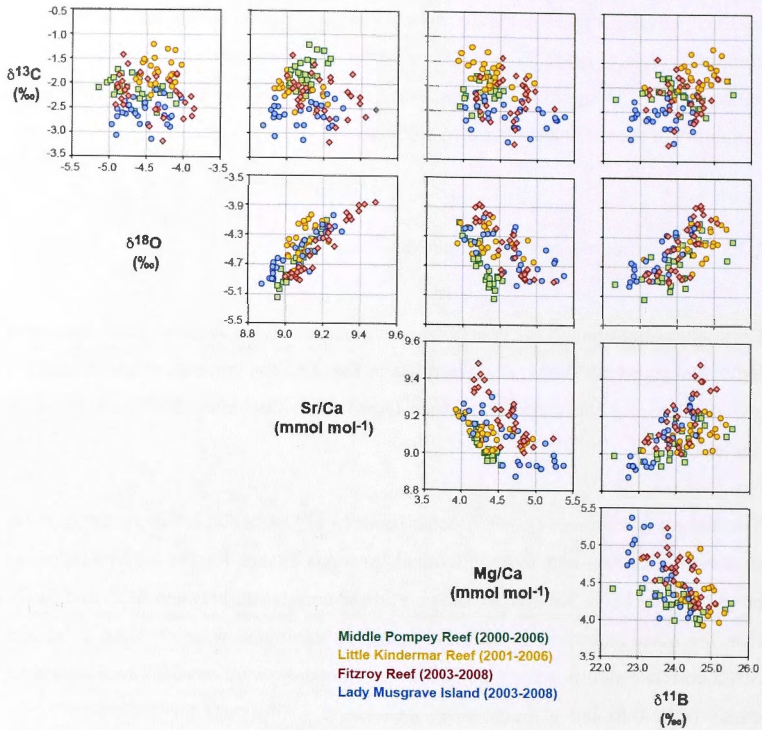 -0.5
-1.0
-1.5
-2.0
-2.5
-3.0
-3.5
δ13C
(‰)
-5.5 -5.0 -4.5 -4.0 -3.5
-3.5
-3.9
-4.3
-4.7
-5.1
-5.5
δ18O
(‰)
8.8 9.0 9.2 9.4 9.6
9.6
9.4
9.2
9.0
8.8
Sr/Ca
(mmol mol-1)
3.5 4.0 4.5 5.0 5.5
5.5
5.0
4.5
4.0
3.5
Mg/Ca
(mmol mol-1)
22.0 23.0 24.0 25.0 26.0
δ11B
(‰)
Middle Pompey Reef (2000-2006)
Little Kindermar Reef (2001-2006)
Fitzroy Reef (2003-2008)
Lady Musgrave Island (2003-2008)